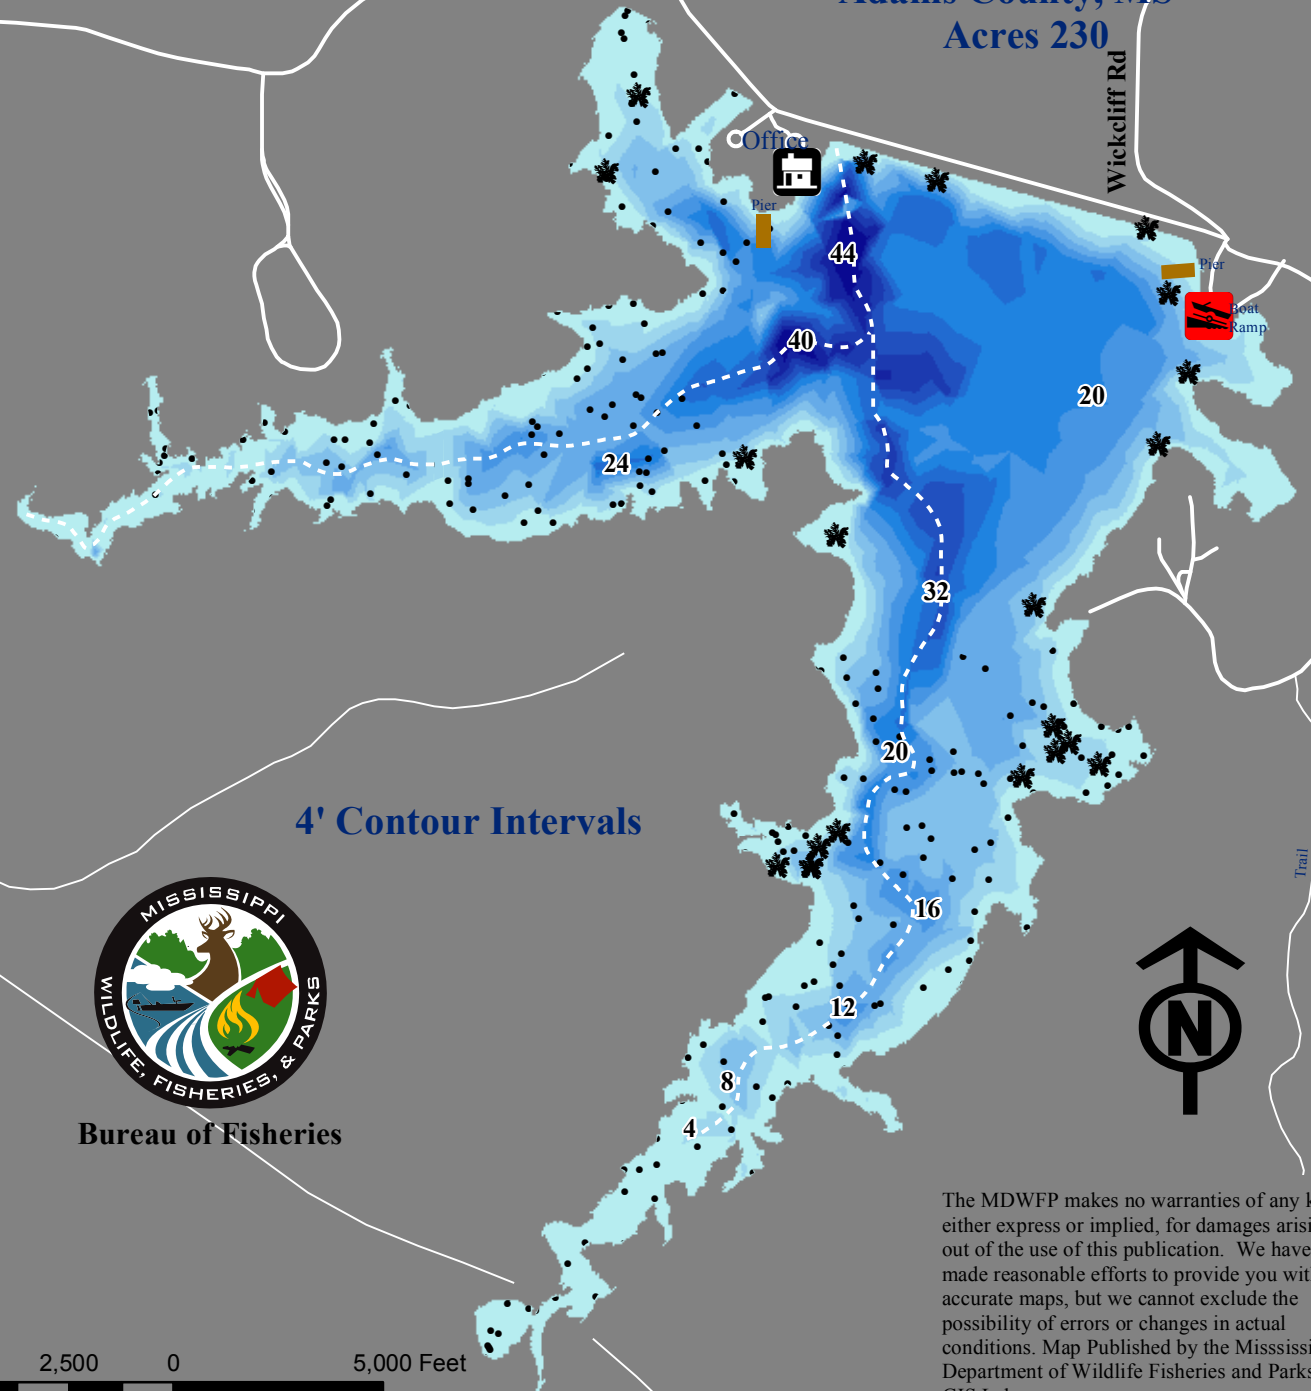 Adams County, MS
Acres 230
Wickcliff Rd
Office
Pier
44
Pier
Boat
Ramp
40
20
24
32
20
4' Contour Intervals
Trail
16
12
8
4
MISSISSIPPI
WILDLIFE, FISHERIES, & PARKS
Bureau of Fisheries
N
The MDWFP makes no warranties of any
either express or implied, for damages
out of the use of this publication. We have
made reasonable efforts to provide you
accurate maps, but we cannot exclude the
possibility of errors or changes in actual
conditions. Map Published by the
Department of Wildlife Fisheries and Parks
2,500 0 5,000 Feet